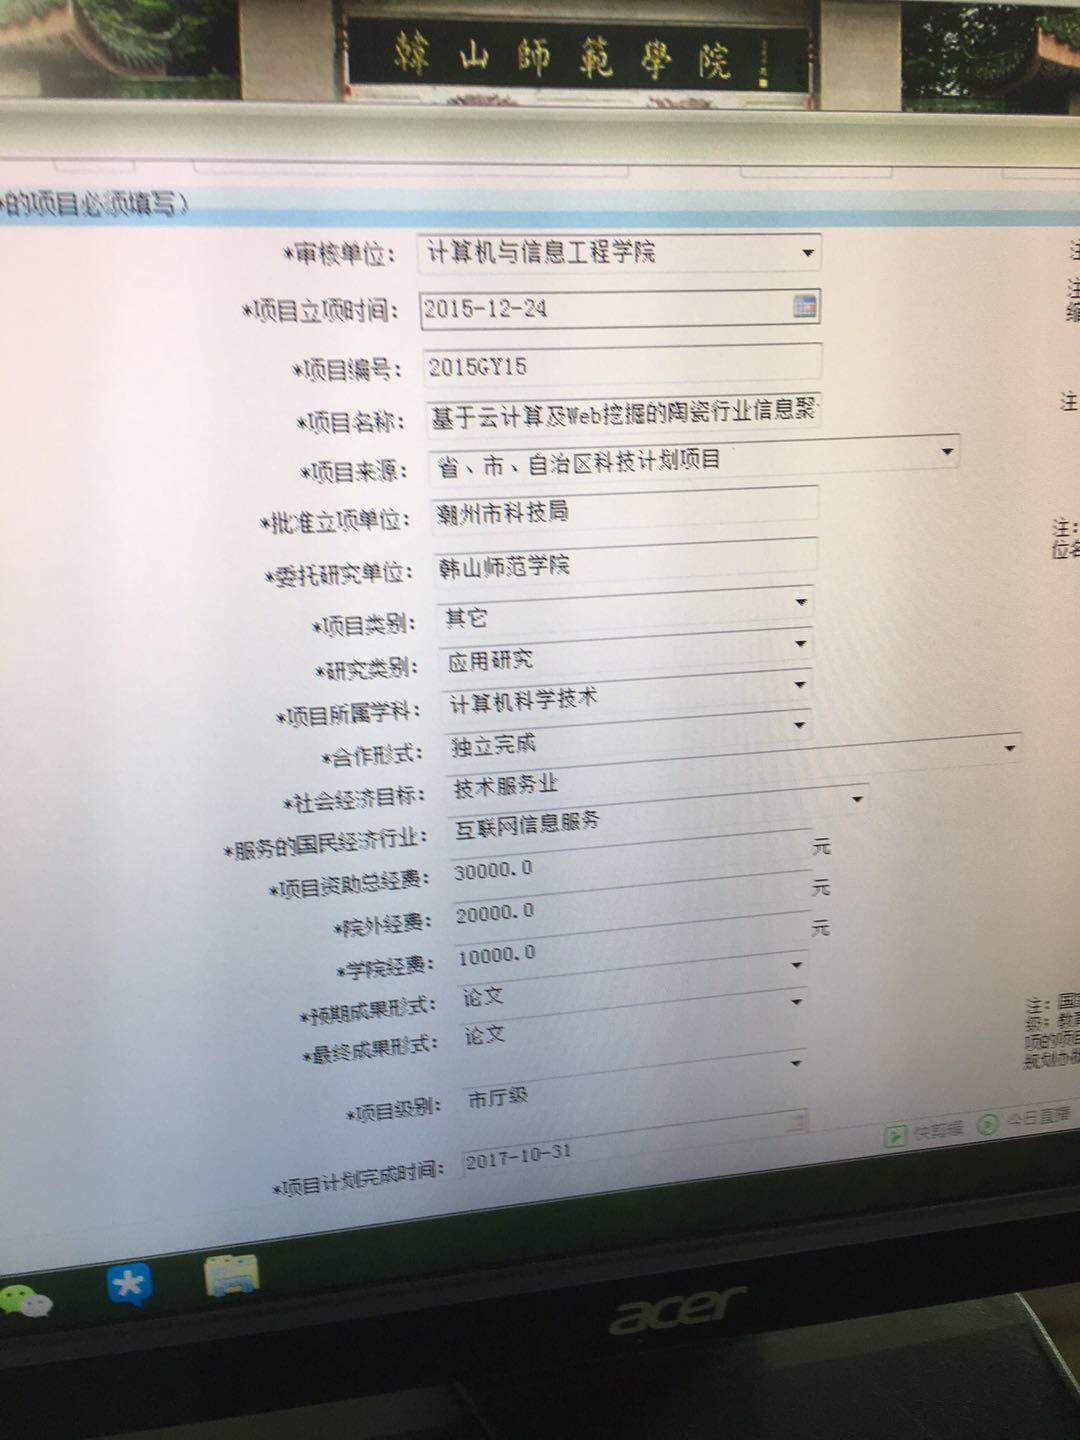 韓山師範學院
*的项目必须填写）
*审核单位： 计算机与信息工程学院
*项目立项时间： 2015-12-24
*项目编号： 2015GY15
*项目名称： 基于云计算及Web挖掘的陶瓷行业信息聚
*项目来源： 省、市、自治区科技计划项目
*批准立项单位： 潮州市科技局
*委托研究单位： 韩山师范学院
*项目类别： 其它
*研究类别： 应用研究
*项目所属学科： 计算机科学技术
*合作形式： 独立完成
*社会经济目标： 技术服务业
*服务的国民经济行业： 互联网信息服务
*项目资助总经费： 30000.0 元
*院外经费： 20000.0 元
*学院经费： 10000.0 元
*预期成果形式： 论文
*最终成果形式： 论文
*项目级别： 市厅级
*项目计划完成时间： 2017-10-31
注
注
缩
注
注：
位名
注：国
级：教
项的项目
规划办
快剪辑 今日直播
acer